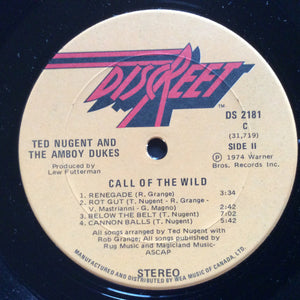 DISCREET
TM
DS 2181
C
(31,719)
SIDE II
TED NUGENT AND
THE AMBOY DUKES
Produced by
Lew Futterman
℗ 1974 Warner
Bros. Records Inc.
CALL OF THE WILD
1 RENEGADE (R. Grange) 3:34
2 ROT GUT (T. Nugent - R. Grange -
V. Mastrianni - G. Magno) 2:42
3 BELOW THE BELT (T. Nugent) 7:02
4 CANNON BALLS (T. Nugent) 5:45
All songs arranged by Ted Nugent with
Rob Grange; All songs published by
Rug Music and Magicland Music-
ASCAP
STEREO
MANUFACTURED AND DISTRIBUTED BY WEA MUSIC OF CANADA, LTD.